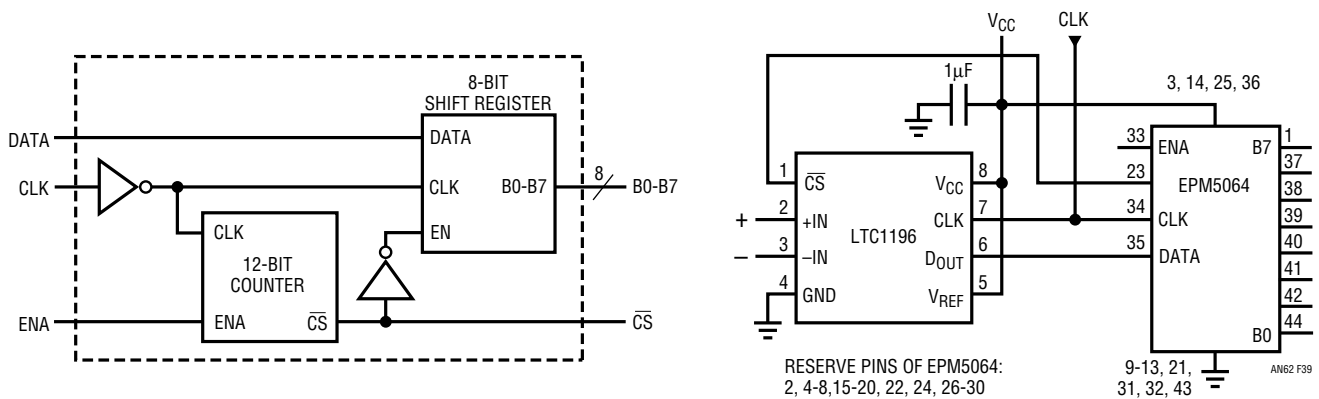 8-BIT
SHIFT REGISTER
DATA
DATA
CLK
CLK
B0-B7
8
B0-B7
EN
CLK
12-BIT
COUNTER
ENA
ENA
C̅S̅
C̅S̅
VCC
CLK
1µF
3, 14, 25, 36
1
C̅S̅
2
+
+IN
3
–
–IN
4
GND
LTC1196
VCC
8
CLK
7
DOUT
6
VREF
5
33
ENA
23
34
CLK
35
DATA
EPM5064
B7
1
37
38
39
40
41
42
B0
44
RESERVE PINS OF EPM5064:
2, 4-8,15-20, 22, 24, 26-30
9-13, 21,
31, 32, 43
AN62 F39